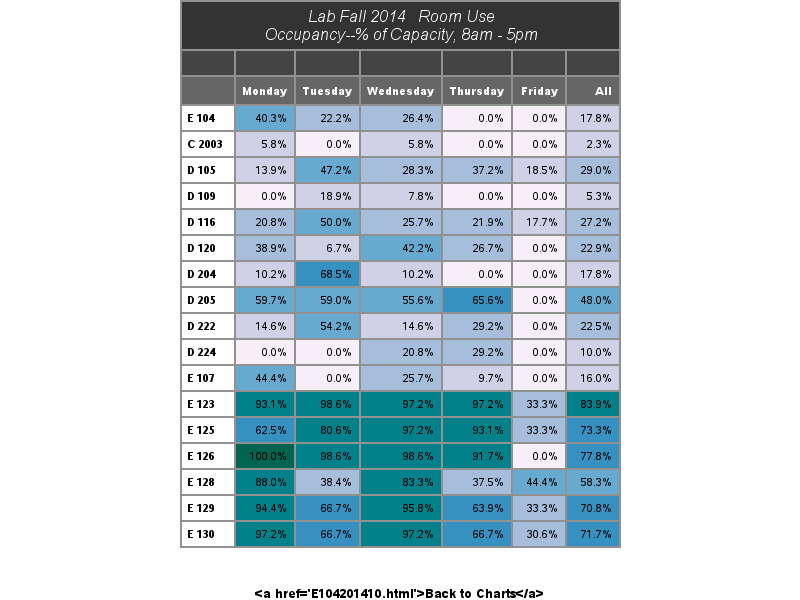 Lab Fall 2014 Room Use
Occupancy--% of Capacity, 8am - 5pm
Monday Tuesday Wednesday Thursday Friday All
E 104 40.3% 22.2% 26.4% 0.0% 0.0% 17.8%
C 2003 5.8% 0.0% 5.8% 0.0% 0.0% 2.3%
D 105 13.9% 47.2% 28.3% 37.2% 18.5% 29.0%
D 109 0.0% 18.9% 7.8% 0.0% 0.0% 5.3%
D 116 20.8% 50.0% 25.7% 21.9% 17.7% 27.2%
D 120 38.9% 6.7% 42.2% 26.7% 0.0% 22.9%
D 204 10.2% 68.5% 10.2% 0.0% 0.0% 17.8%
D 205 59.7% 59.0% 55.6% 65.6% 0.0% 48.0%
D 222 14.6% 54.2% 14.6% 29.2% 0.0% 22.5%
D 224 0.0% 0.0% 20.8% 29.2% 0.0% 10.0%
E 107 44.4% 0.0% 25.7% 9.7% 0.0% 16.0%
E 123 93.1% 98.6% 97.2% 97.2% 33.3% 83.9%
E 125 62.5% 80.6% 97.2% 93.1% 33.3% 73.3%
E 126 100.0% 98.6% 98.6% 91.7% 0.0% 77.8%
E 128 88.0% 38.4% 83.3% 37.5% 44.4% 58.3%
E 129 94.4% 66.7% 95.8% 63.9% 33.3% 70.8%
E 130 97.2% 66.7% 97.2% 66.7% 30.6% 71.7%
<a href='E104201410.html'>Back to Charts</a>